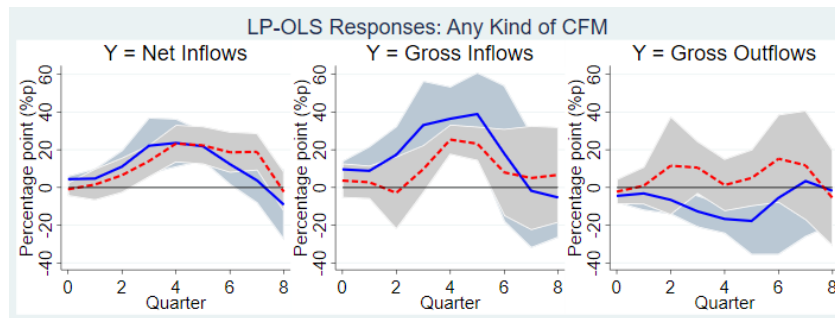 LP-OLS Responses: Any Kind of CFM
Y = Net Inflows
Percentage point (%p)
60
40
20
0
-20
-40
0 2 4 6 8
Quarter
Y = Gross Inflows
Percentage point (%p)
60
40
20
0
-20
-40
0 2 4 6 8
Quarter
Y = Gross Outflows
Percentage point (%p)
60
40
20
0
-20
-40
0 2 4 6 8
Quarter